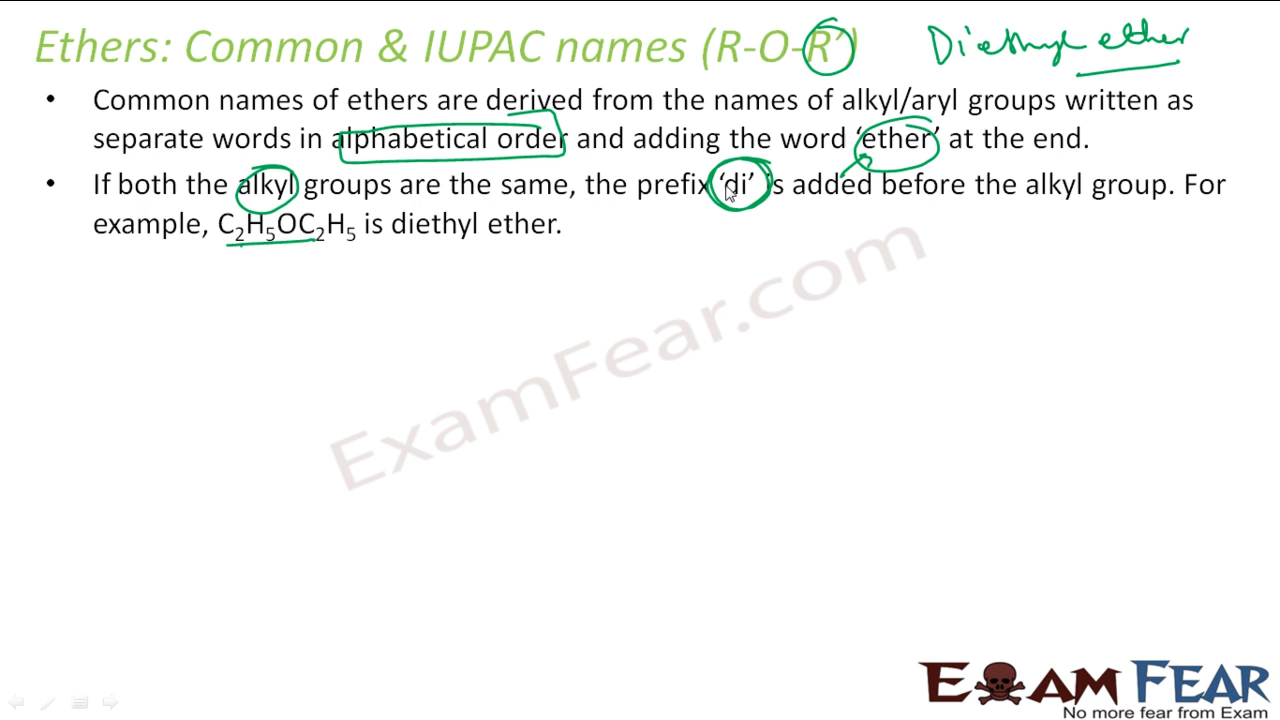 Ethers: Common & IUPAC names (R-O-R’)
Diethyl ether
• Common names of ethers are derived from the names of alkyl/aryl groups written as
separate words in alphabetical order and adding the word ‘ether’ at the end.
• If both the alkyl groups are the same, the prefix ‘di’ is added before the alkyl group. For
example, C₂H₅OC₂H₅ is diethyl ether.
ExamFear.com
EXAM FEAR
No more fear from Exam